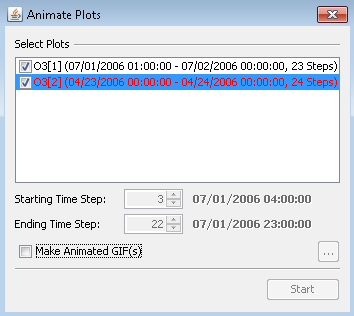 Animate Plots
Select Plots
O3[1] (07/01/2006 01:00:00 - 07/02/2006 00:00:00, 23 Steps)
O3[2] (04/23/2006 00:00:00 - 04/24/2006 00:00:00, 24 Steps)
Starting Time Step: 3 07/01/2006 04:00:00
Ending Time Step: 22 07/01/2006 23:00:00
Make Animated GIF(s) ...
Start